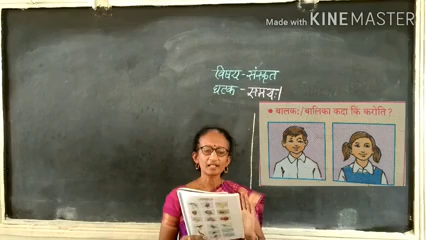 Made with KINEMASTER
विषय-संस्कृत
घटक - समयः।
• बालकः/बालिका कदा किं करोति ?